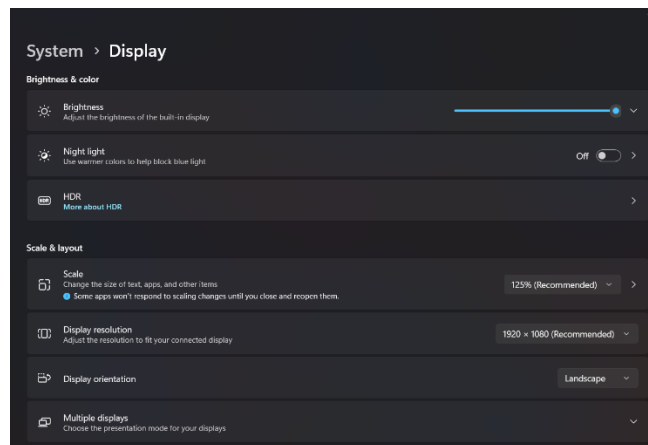 System > Display
Brightness & color
Brightness
Adjust the brightness of the built-in display
Night light
Use warmer colors to help block blue light
Off
HDR
HDR
More about HDR
Scale & layout
Scale
Change the size of text, apps, and other items
Some apps won't respond to scaling changes until you close and reopen them.
125% (Recommended)
Display resolution
Adjust the resolution to fit your connected display
1920 × 1080 (Recommended)
Display orientation
Landscape
Multiple displays
Choose the presentation mode for your displays